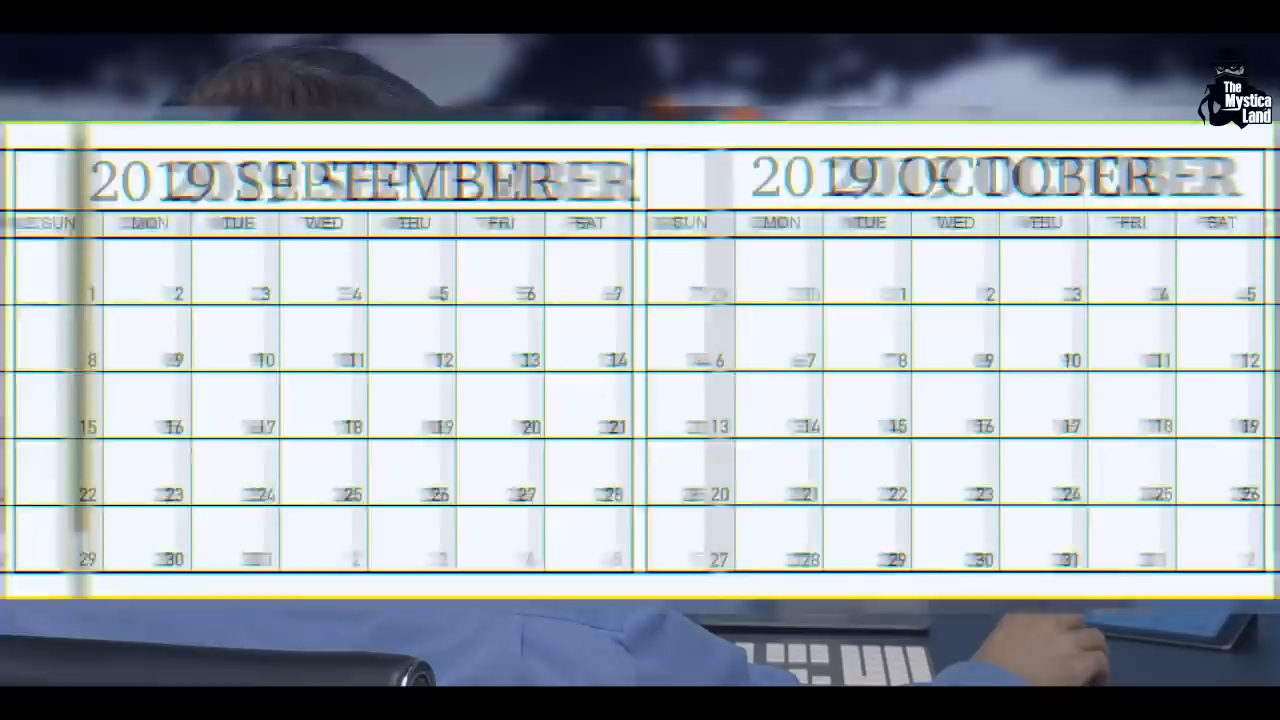 The
Mystica
Land
2019 SEPTEMBER
SUN MON TUE WED THU FRI SAT
1 2 3 4 5 6 7
8 9 10 11 12 13 14
15 16 17 18 19 20 21
22 23 24 25 26 27 28
29 30
2019 OCTOBER
SUN MON TUE WED THU FRI SAT
1 2 3 4 5
6 7 8 9 10 11 12
13 14 15 16 17 18 19
20 21 22 23 24 25 26
27 28 29 30 31